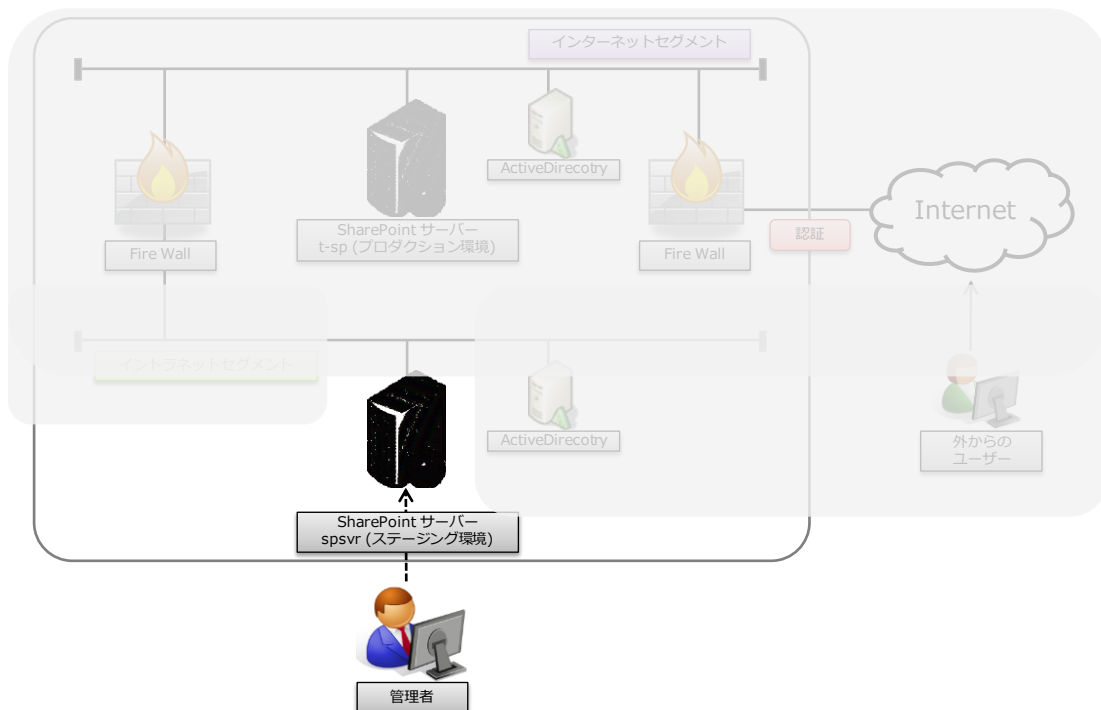 インターネットセグメント
ActiveDirecotry
SharePoint サーバー
t-sp (プロダクション環境)
Fire Wall
Fire Wall
認証
Internet
イントラネットセグメント
ActiveDirecotry
外からの
ユーザー
SharePoint サーバー
spsvr (ステージング環境)
管理者